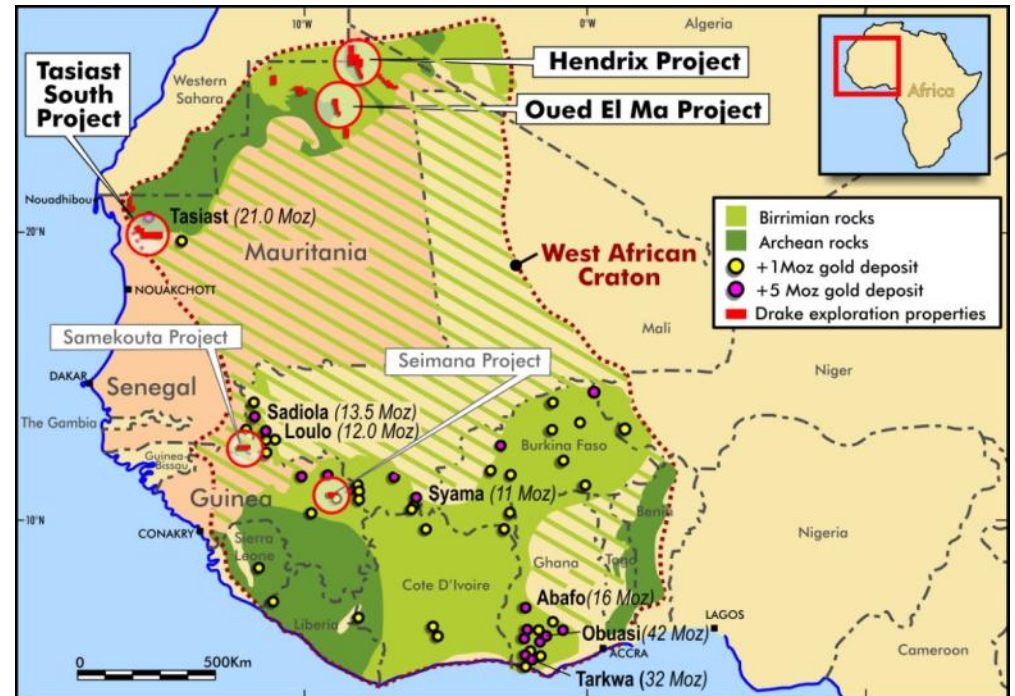 10°W
0°W
Algeria
Western
Sahara
Hendrix Project
Oued El Ma Project
Tasiast
South
Project
Africa
Nouadhibou
20°N
Tasiast (21.0 Moz)
Mauritania
West African
Craton
Birrimian rocks
Archean rocks
+1Moz gold deposit
+5 Moz gold deposit
Drake exploration properties
NOUAKCHOTT
Mali
Samekouta Project
Seimana Project
Niger
DAKAR
Senegal
The Gambia
Sadiola (13.5 Moz)
Loulo (12.0 Moz)
Burkina Faso
Guinea-
Bissau
Guinea
Syama (11 Moz)
Benin
10°N
CONAKRY
Sierra
Leone
Nigeria
Ghana
Togo
Cote D'Ivoire
Abafo (16 Moz)
Liberia
Obuasi (42 Moz)
LAGOS
ACCRA
Cameroon
Tarkwa (32 Moz)
0
500Km